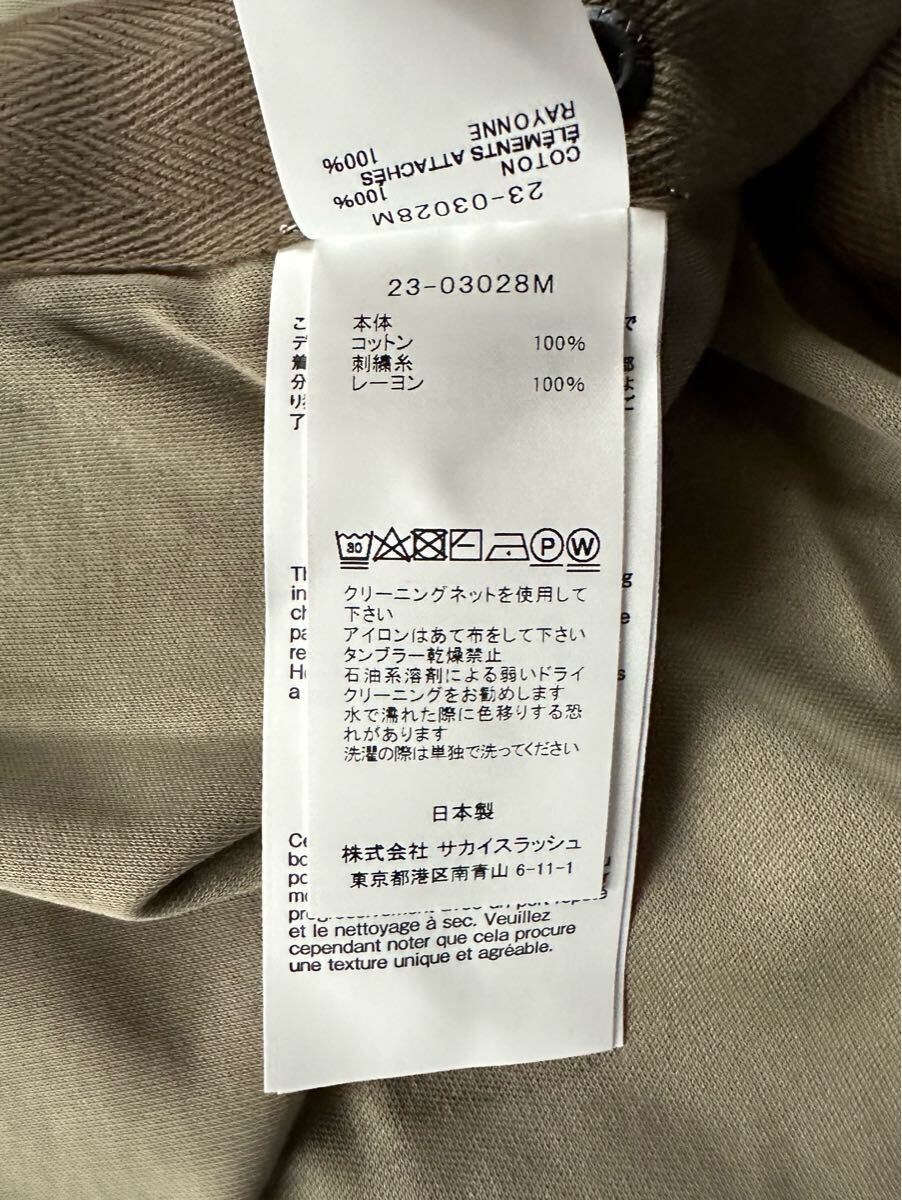 RAYONNE 100%
ÉLÉMENTS ATTACHÉS
COTON 100%
23-03028M
23-03028M
本体
コットン 100%
刺繍糸
レーヨン 100%
30
P
W
クリーニングネットを使用して
下さい
アイロンはあて布をして下さい
タンブラー乾燥禁止
石油系溶剤による弱いドライ
クリーニングをお勧めします
水で濡れた際に色移りする恐
れがあります
洗濯の際は単独で洗ってください
日本製
株式会社 サカイスラッシュ
東京都港区南青山 6-11-1
et le nettoyage à sec. Veuillez
cependant noter que cela procure
une texture unique et agréable.